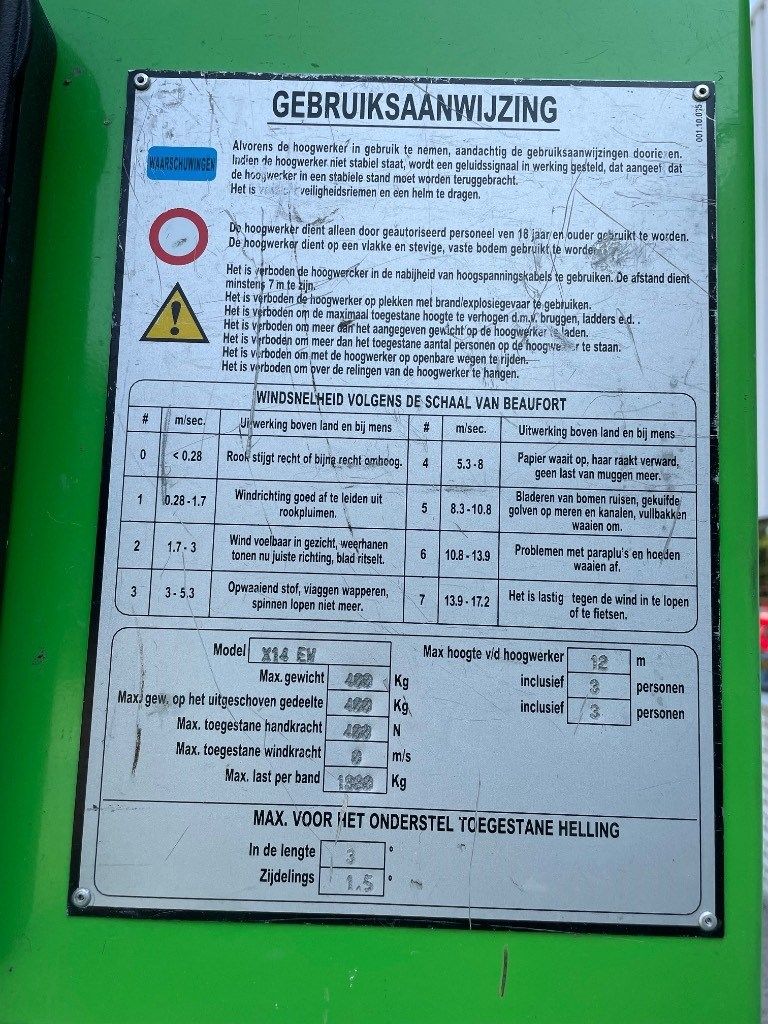 GEBRUIKSAANWIJZING
001.10.075
WAARSCHUWINGEN
Alvorens de hoogwerker in gebruik te nemen, aandachtig de gebruiksaanwijzingen doorlezen.
Indien de hoogwerker niet stabiel staat, wordt een geluidssignaal in werking gesteld, dat aangeef dat
de hoogwerker in een stabiele stand moet worden teruggebracht.
Het is veiligheidsriemen en een helm te dragen.
De hoogwerker dient alleen door geautoriseerd personeel ven 18 jaar en ouder gebruikt te worden.
De hoogwerker dient op een vlakke en stevige, vaste bodem gebruikt te worde
Het is verboden de hoogwercker in de nabijheid van hoogspanningskabels te gebruiken. De afstand dient
minstens 7 m te zijn.
Het is verboden de hoogwerker op plekken met brand/explosiegevaar te gebruiken.
Het is verboden om de maximaal toegestane hoogte te verhogen d.m.v. bruggen, ladders e.d. .
Het is verboden om meer dan het aangegeven gewicht op de hoogwerker te laden.
Het is verboden om meer dan het toegestane aantal personen op de hoogwerker te staan.
Het is verboden om met de hoogwerker op openbare wegen te rijden.
Het is verboden om over de relingen van de hoogwerker te hangen.
WINDSNELHEID VOLGENS DE SCHAAL VAN BEAUFORT
# m/sec. Uitwerking boven land en bij mens # m/sec. Uitwerking boven land en bij mens
0 < 0.28 Rook stijgt recht of bijna recht omhoog.
4 5.3-8 Papier waait op, haar raakt verward,
geen last van muggen meer.
1 0.28-1.7 Windrichting goed af te leiden uit
rookpluimen.
5 8.3-10.8 Bladeren van bomen ruisen, gekuifde
golven op meren en kanalen, vullbakken
waaien om.
2 1.7- 3 Wind voelbaar in gezicht, weerhanen
tonen nu juiste richting, blad ritselt.
6 10.8 - 13.9 Problemen met paraplu's en hoeden
waaien af.
3 3 - 5.3 Opwaaiend stof, vlaggen wapperen,
spinnen lopen niet meer.
7 13.9 - 17.2 Het is lastig tegen de wind in te lopen
of te fietsen.
Model X14 EW
Max. gewicht 400 Kg
Max. gew. op het uitgeschoven gedeelte 400 Kg
Max. toegestane handkracht 400 N
Max. toegestane windkracht 0 m/s
Max. last per band 1380 Kg
Max hoogte v/d hoogwerker 12 m
inclusief 3 personen
inclusief 3 personen
MAX. VOOR HET ONDERSTEL TOEGESTANE HELLING
In de lengte 3 °
Zijdelings 1.5 °